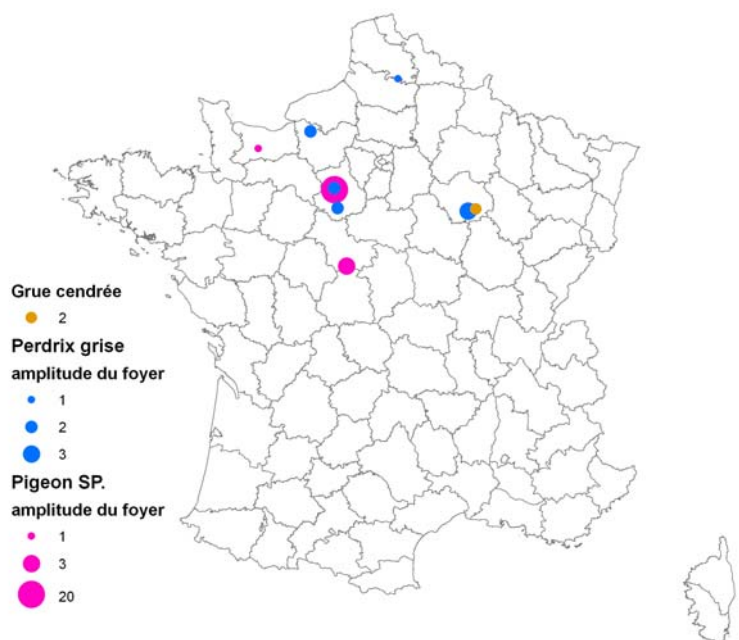 Grue cendrée
2
Perdrix grise
amplitude du foyer
1
2
3
Pigeon SP.
amplitude du foyer
1
3
20